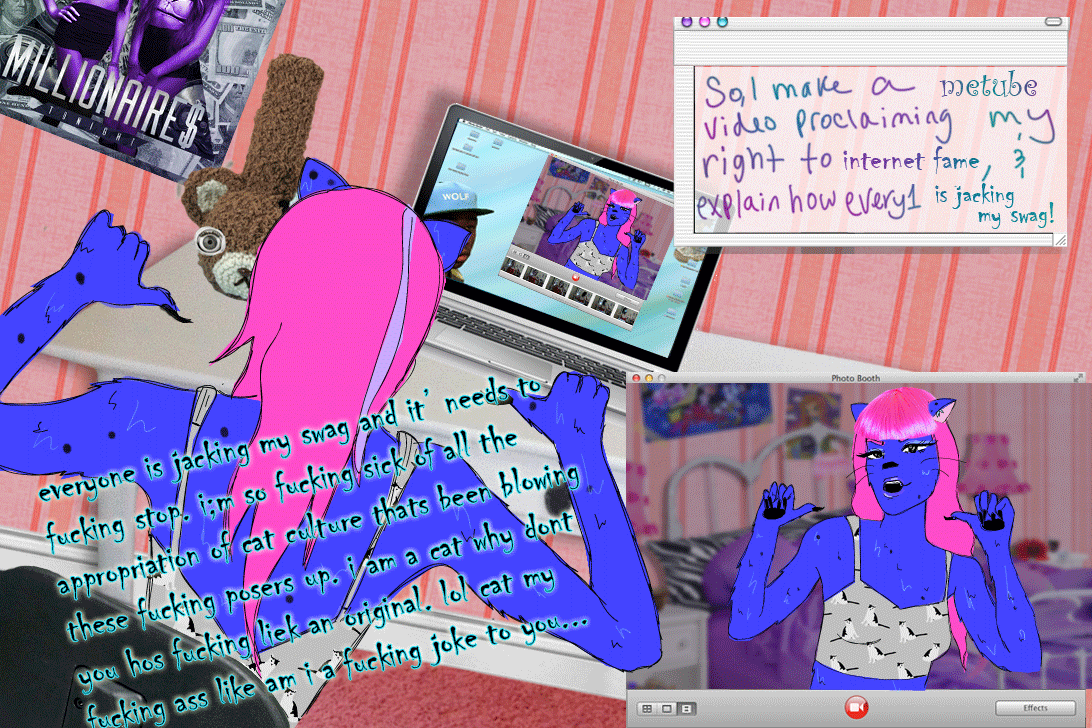 MILLIONAIRE$
TONIGHT
WOLF
So, I make a metube
video proclaiming my
right to internet fame, &
explain how every1 is jacking
my swag!
everyone is jacking my swag and it' needs to
fucking stop. i;m so fucking sick of all the
appropriation of cat culture thats been blowing
these fucking posers up. i am a cat why dont
you hos fucking liek an original. lol cat my
fucking ass like am i a fucking joke to you...
Photo Booth
Effects